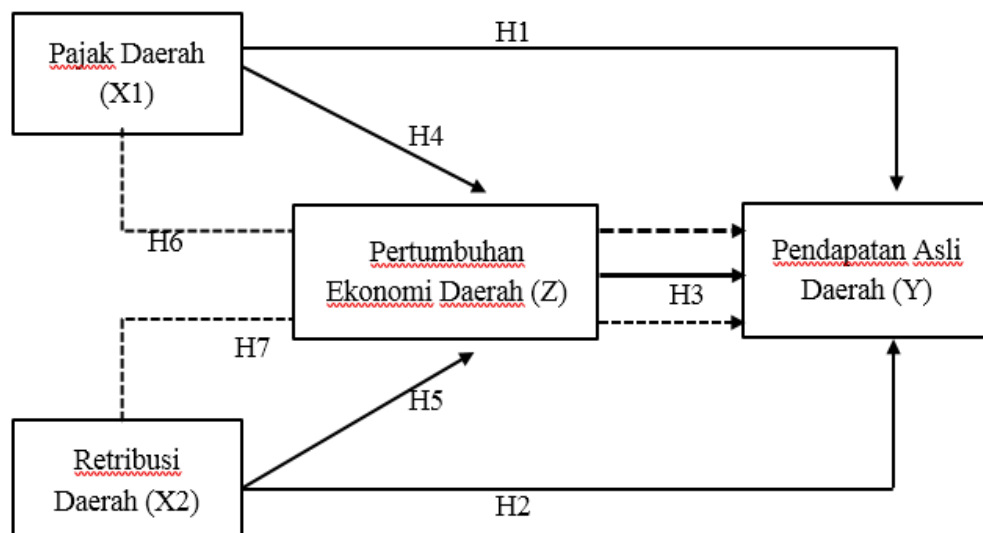 H1
Pajak Daerah
(X1)
H4
H6
Pertumbuhan
Ekonomi Daerah (Z)
Pendapatan Asli
Daerah (Y)
H3
H7
H5
Retribusi
Daerah (X2)
H2